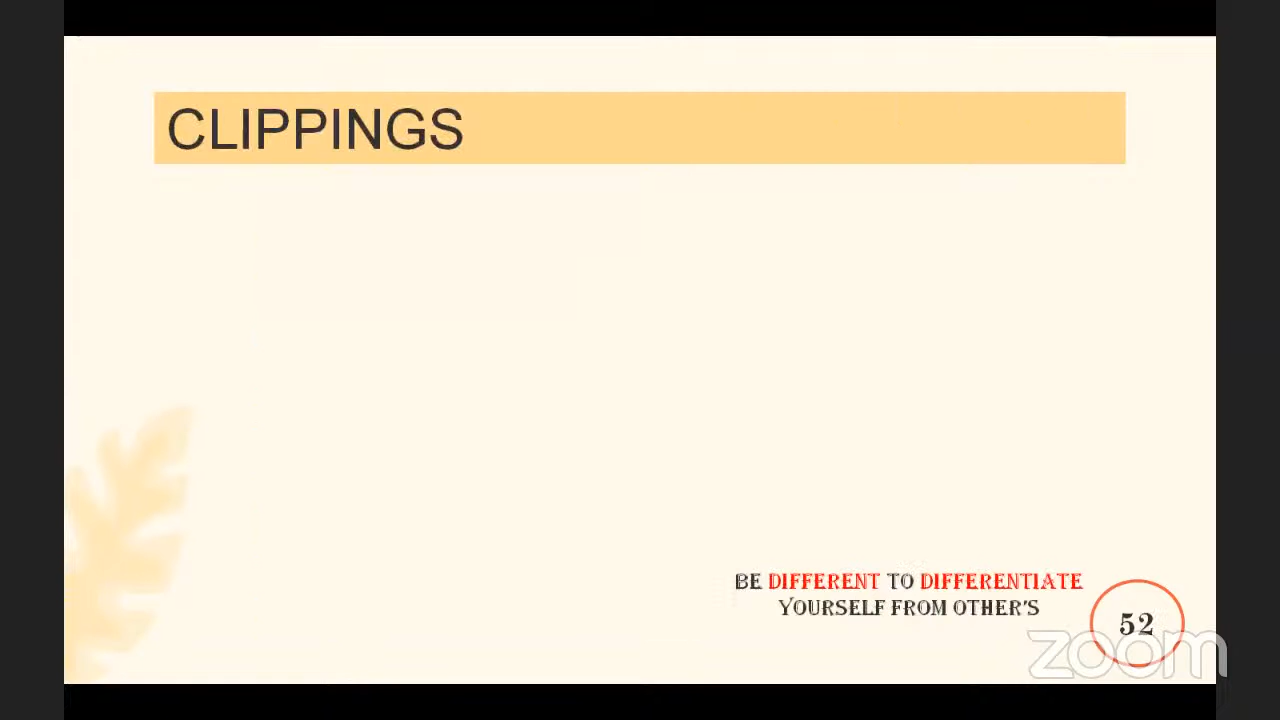 CLIPPINGS
BE DIFFERENT TO DIFFERENTIATE
YOURSELF FROM OTHER'S
52
zoom